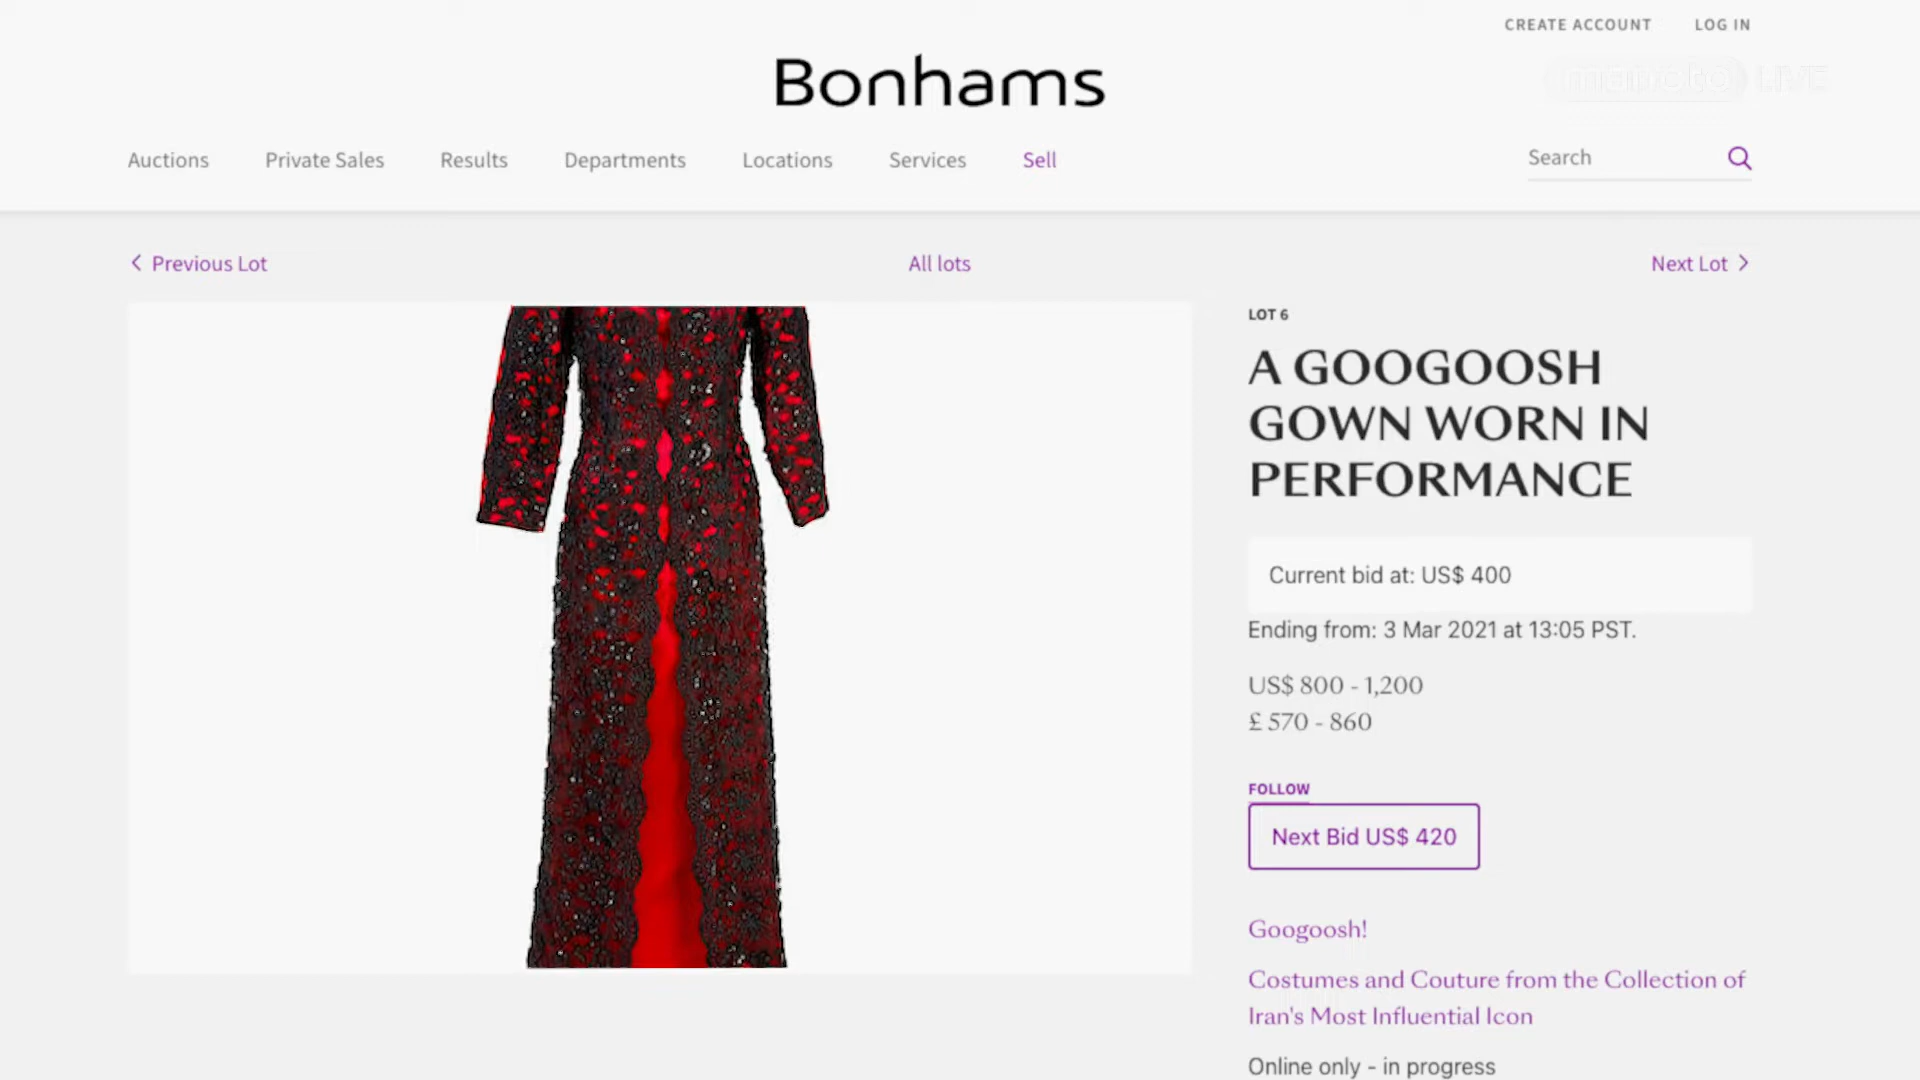 CREATE ACCOUNT LOG IN
Bonhams
manoto LIVE
Auctions Private Sales Results Departments Locations Services Sell Search
Previous Lot All lots Next Lot
LOT 6
A GOOGOOSH
GOWN WORN IN
PERFORMANCE
Current bid at: US$ 400
Ending from: 3 Mar 2021 at 13:05 PST.
US$ 800 - 1,200
£ 570 - 860
FOLLOW
Next Bid US$ 420
Googoosh!
Costumes and Couture from the Collection of
Iran's Most Influential Icon
Online only - in progress